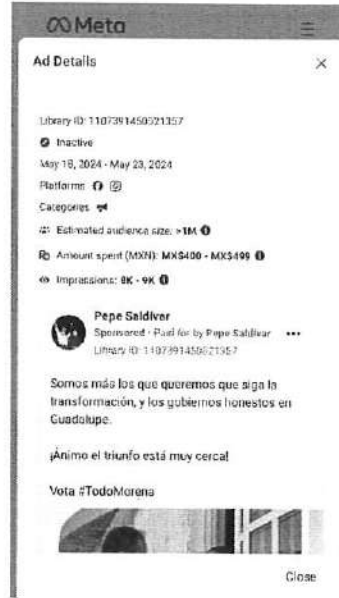 Meta
Ad Details
Library ID: 1107391450521357
Inactive
May 18, 2024 - May 23, 2024
Platforms
Categories
Estimated audience size: >1M
Amount spent (MXN): MX$400 - MX$499
Impressions: 8K - 9K
Pepe Saldívar
Sponsored · Paid for by Pepe Saldívar
Library ID: 1107391450521357
Somos más los que queremos que siga la
transformación, y los gobiernos honestos en
Guadalupe.
¡Ánimo el triunfo está muy cerca!
Vota #TodoMorena
Close